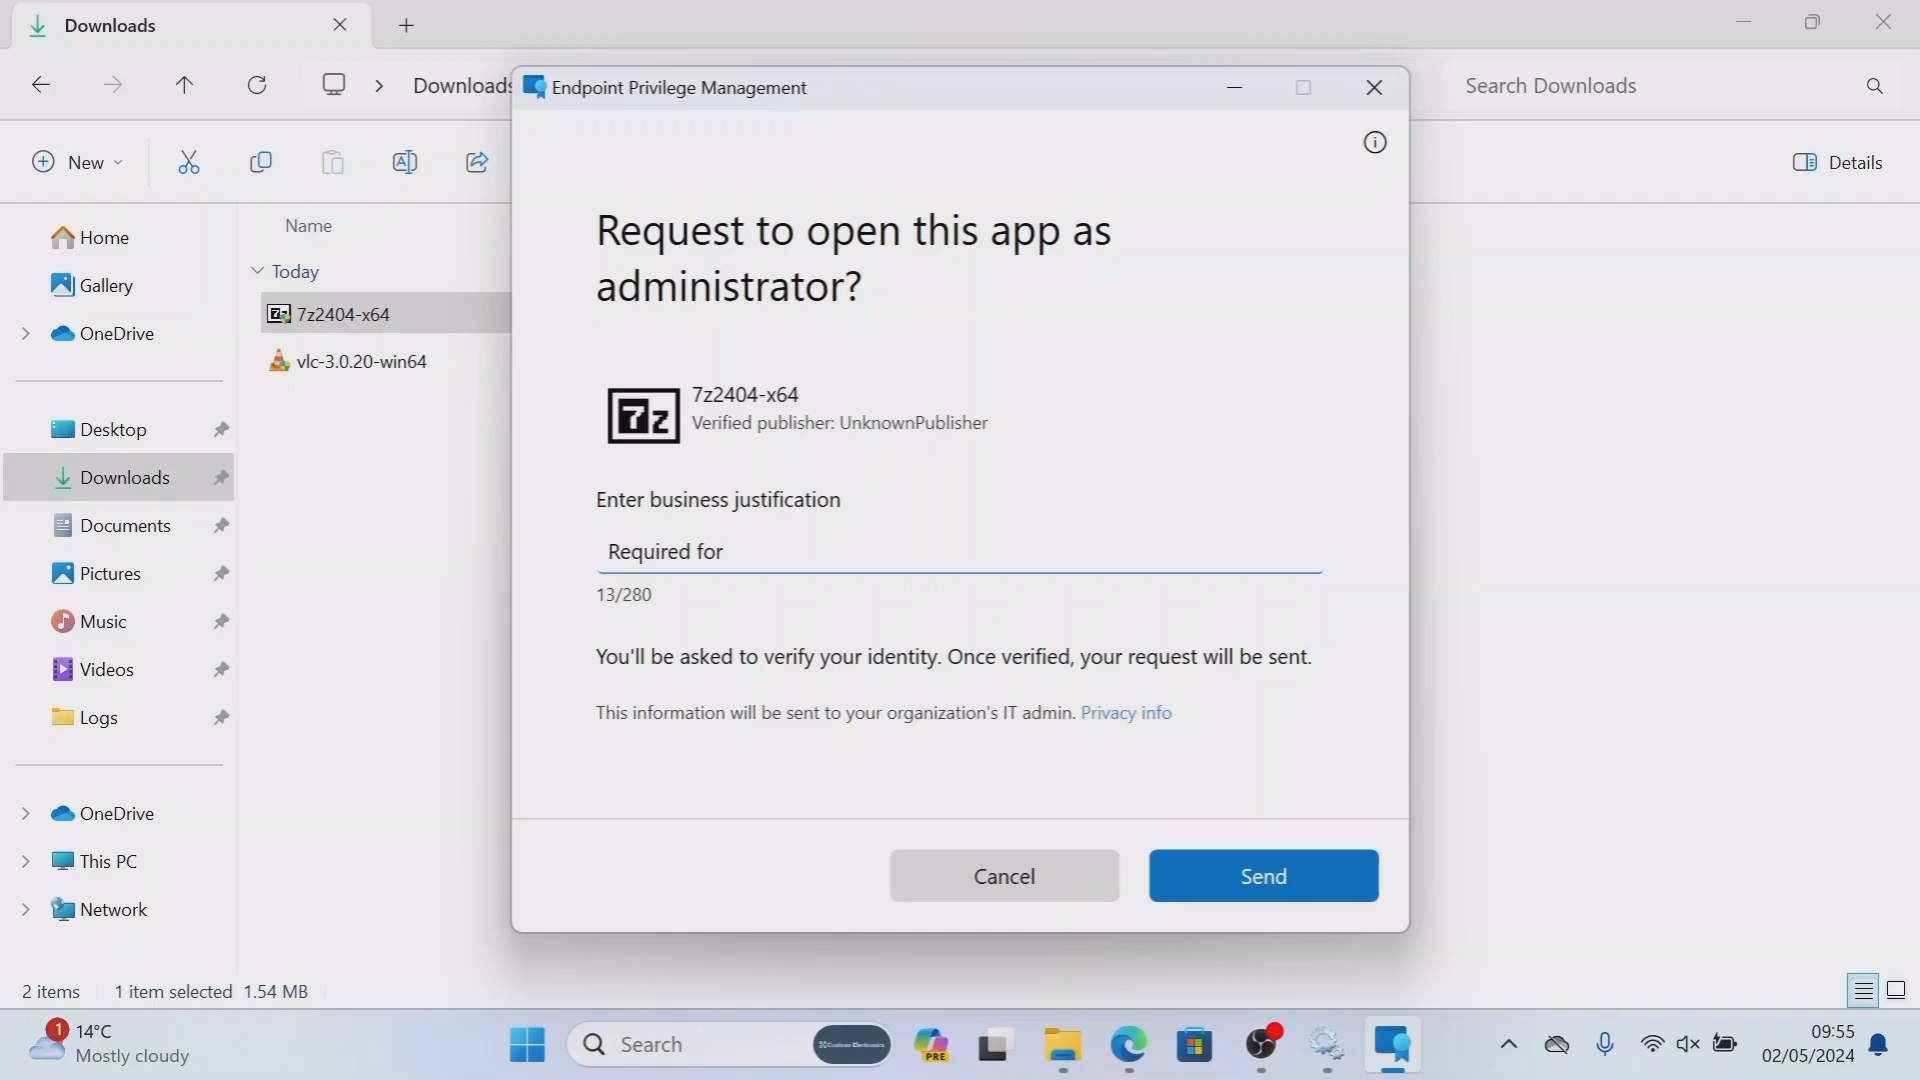 Downloads
Downloads
Endpoint Privilege Management
Search Downloads
New
Details
Home
Gallery
OneDrive
Desktop
Downloads
Documents
Pictures
Music
Videos
Logs
OneDrive
This PC
Network
Name
Today
7z2404-x64
vlc-3.0.20-win64
Request to open this app as
administrator?
7z
7z2404-x64
Verified publisher: UnknownPublisher
Enter business justification
Required for
13/280
You'll be asked to verify your identity. Once verified, your request will be sent.
This information will be sent to your organization's IT admin. Privacy info
Cancel
Send
2 items
1 item selected 1.54 MB
1
14°C
Mostly cloudy
Search
Contoso Electronics
PRE
09:55
02/05/2024